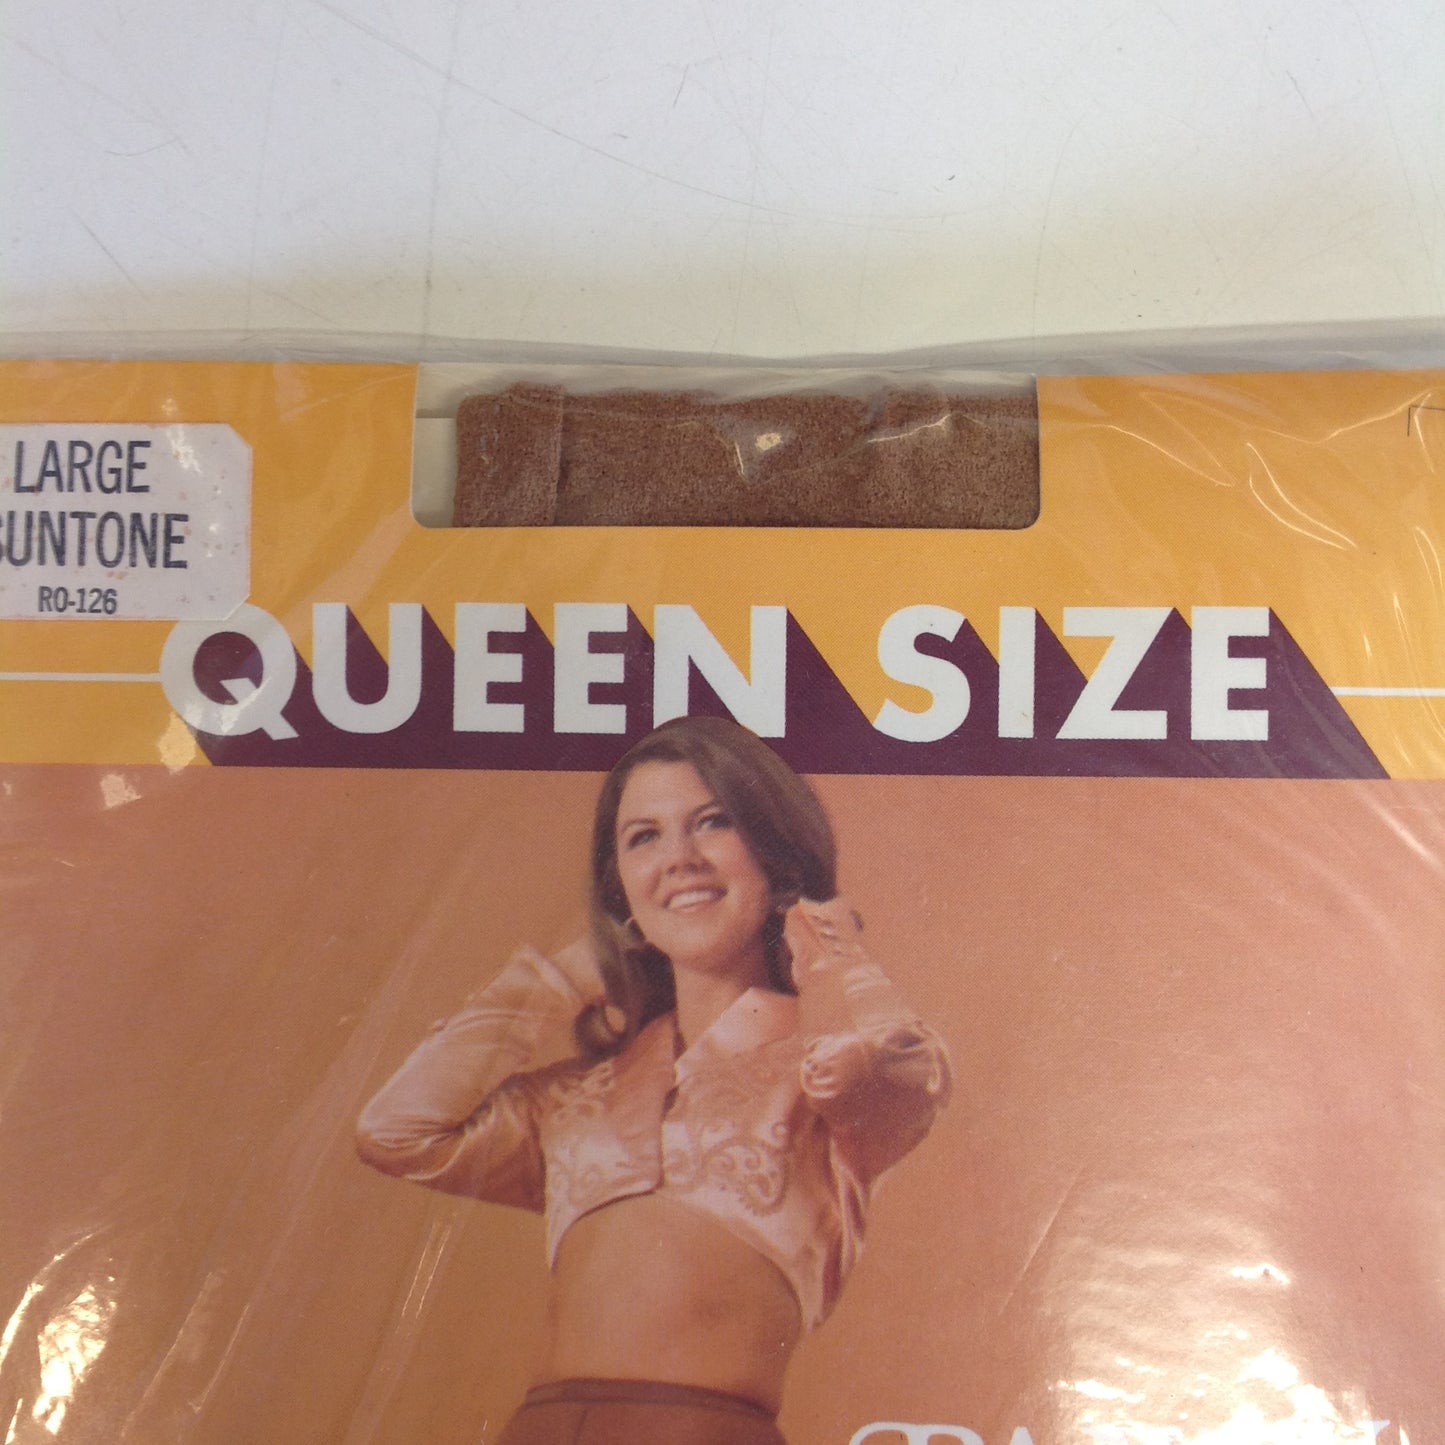 LARGE
SUNTONE
RO-126
QUEEN SIZE